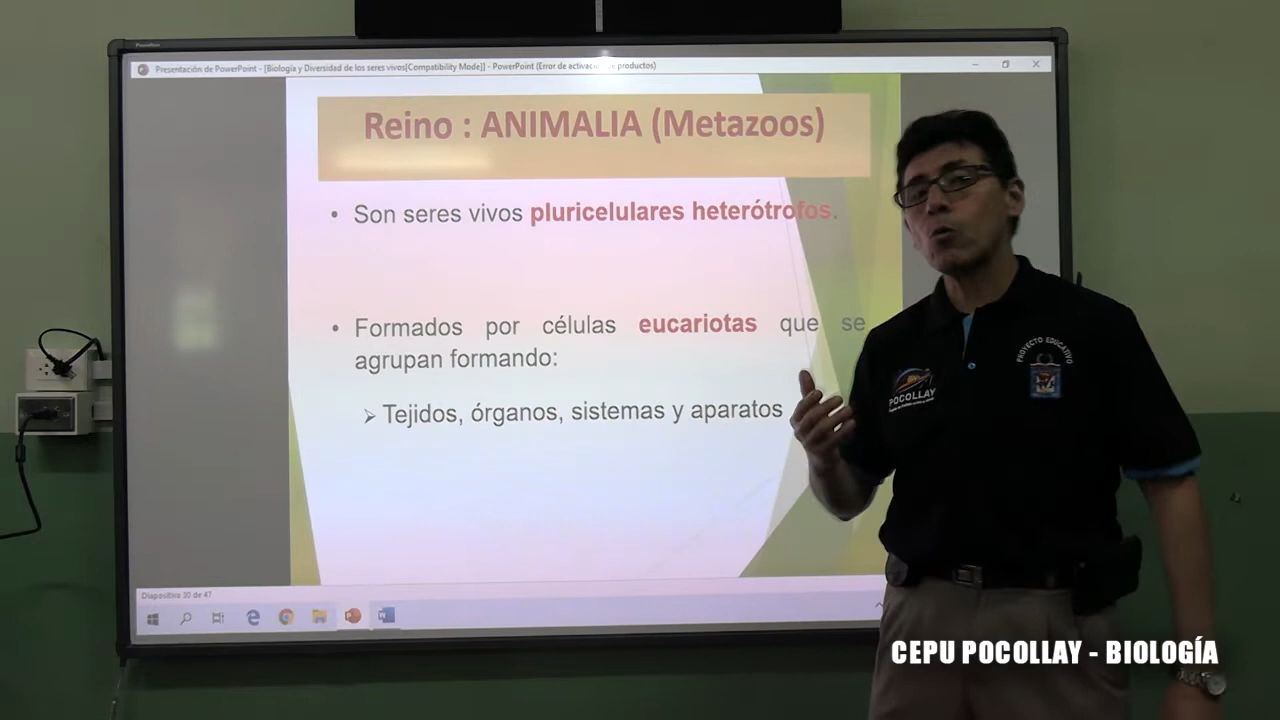 Presentación de PowerPoint - [Biología y Diversidad de los seres vivos[Compatibility Mode]] - PowerPoint (Error de activación de productos)
Reino : ANIMALIA (Metazoos)
• Son seres vivos pluricelulares heterótrofos.
• Formados por células eucariotas que se
agrupan formando:
➢ Tejidos, órganos, sistemas y aparatos
Diapositiva 30 de 47
PROYECTO EDUCATIVO
POCOLLAY
CEPU POCOLLAY - BIOLOGÍA